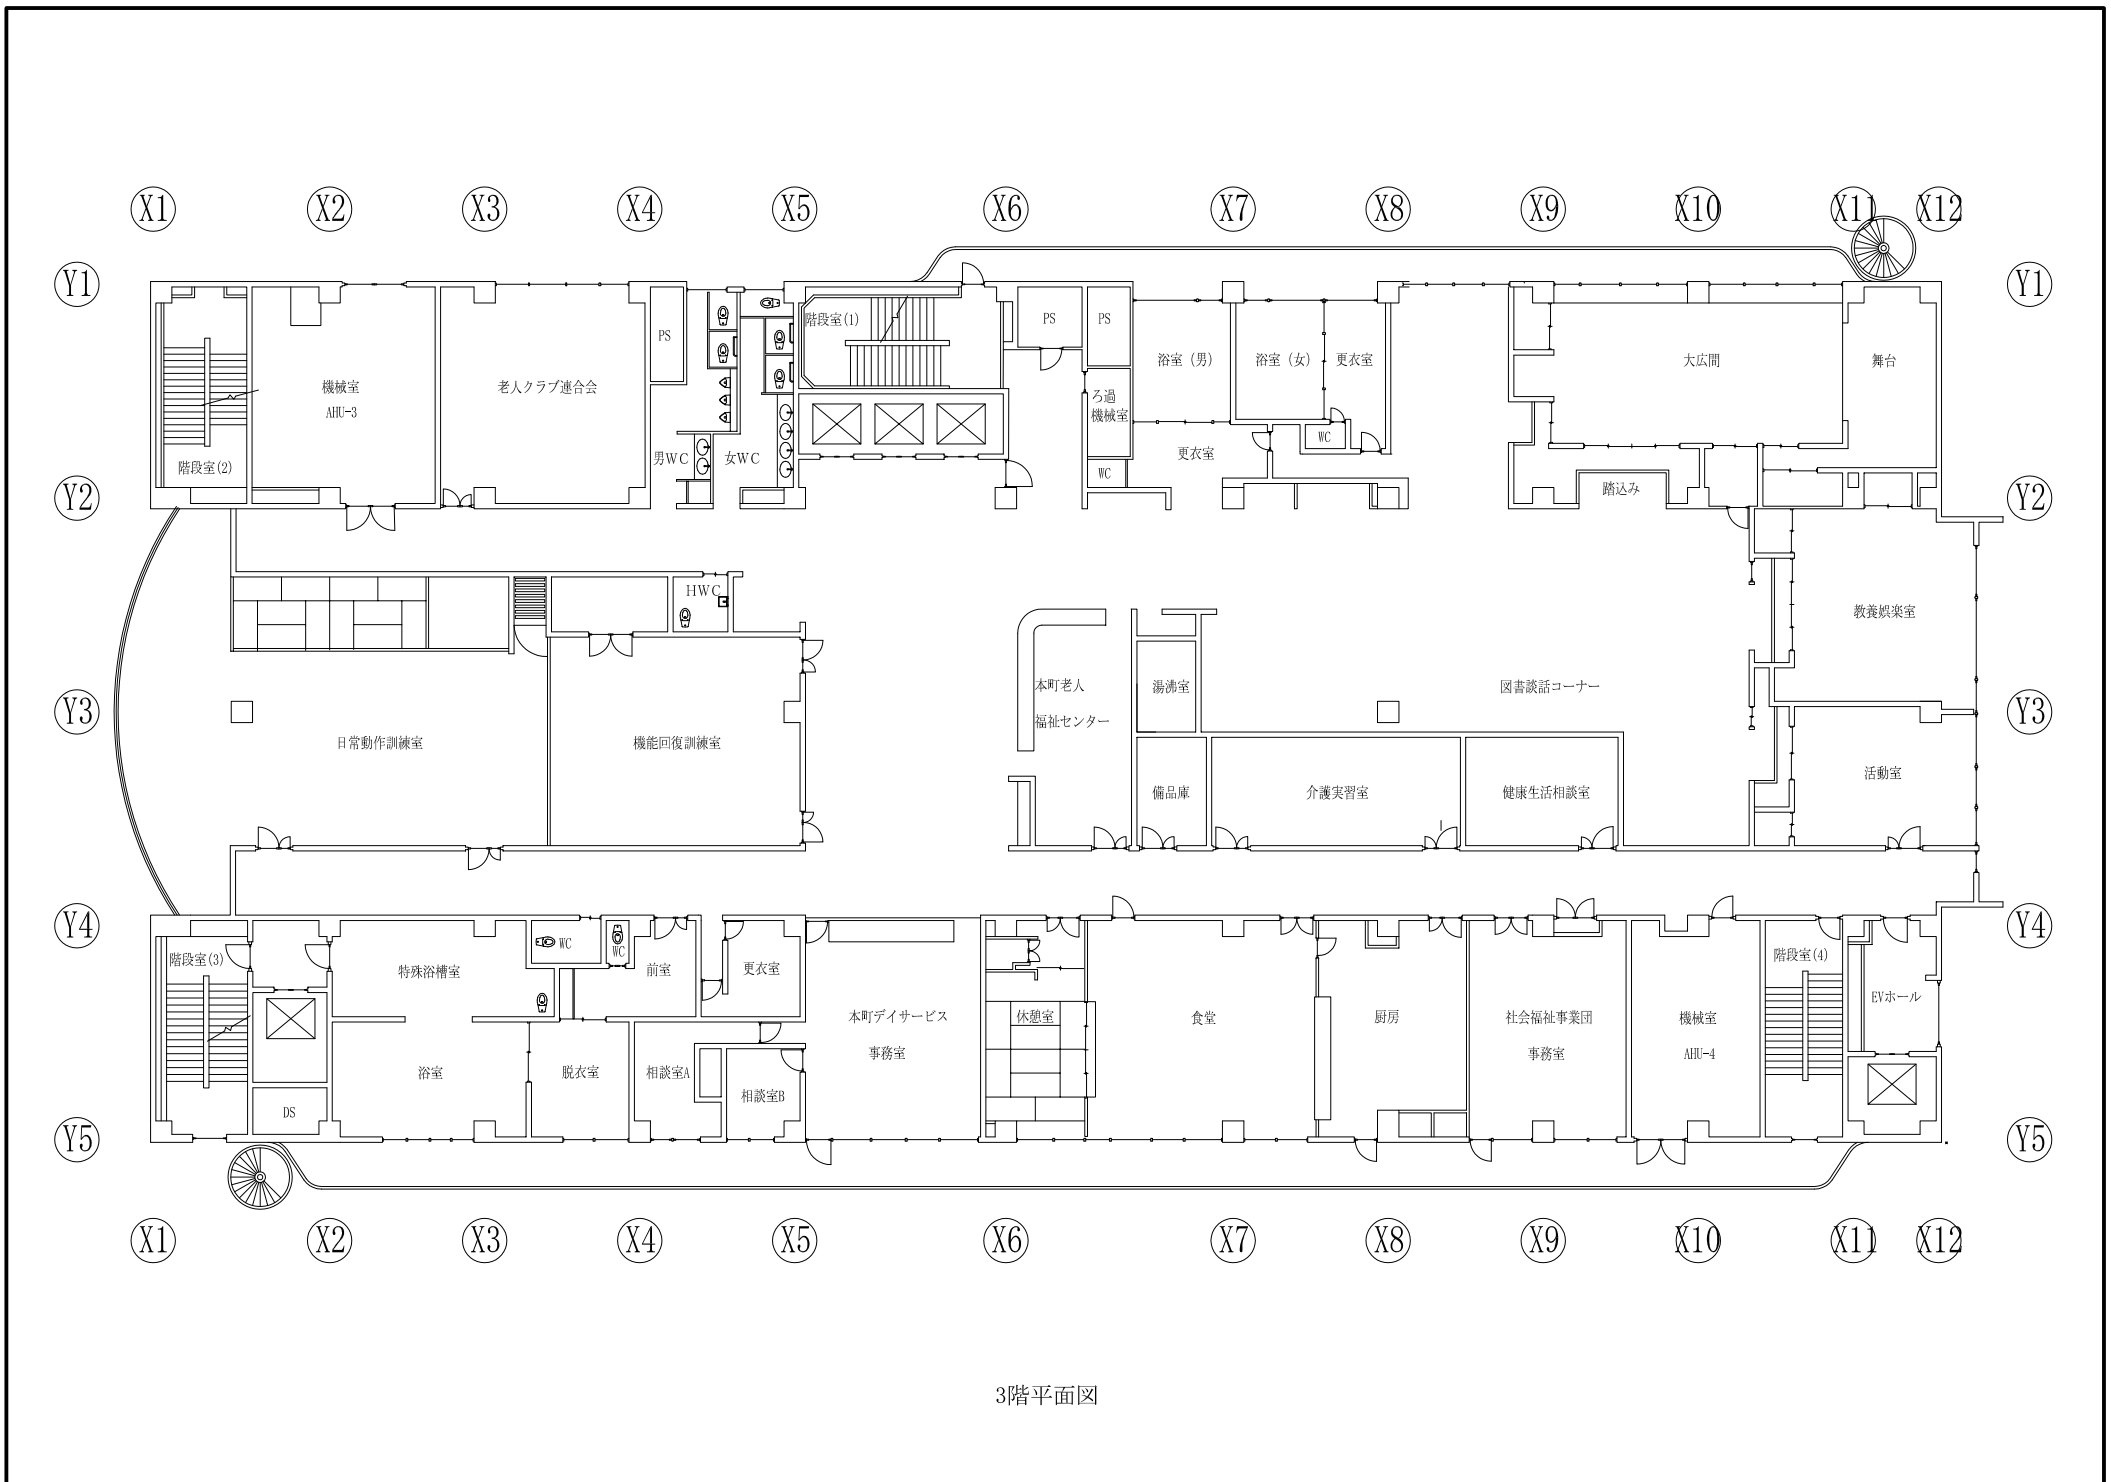 X1 X2 X3 X4 X5 X6 X7 X8 X9 X10 X11 X12
Y1 Y1
階段室(1)
PS
PS
PS
浴室（男）
浴室（女）
更衣室
大広間
舞台
機械室
AHU-3
老人クラブ連合会
ろ過
機械室
WC
更衣室
階段室(2)
男WC
女WC
WC
踏込み
Y2 Y2
HWC
教養娯楽室
本町老人
福祉センター
湯沸室
図書談話コーナー
Y3 Y3
日常動作訓練室
機能回復訓練室
活動室
備品庫
介護実習室
健康生活相談室
Y4 Y4
階段室(3)
特殊浴槽室
WC
WC
前室
更衣室
階段室(4)
EVホール
本町デイサービス
事務室
休憩室
食堂
厨房
社会福祉事業団
事務室
機械室
AHU-4
浴室
脱衣室
相談室A
相談室B
DS
Y5 Y5
X1 X2 X3 X4 X5 X6 X7 X8 X9 X10 X11 X12
3階平面図